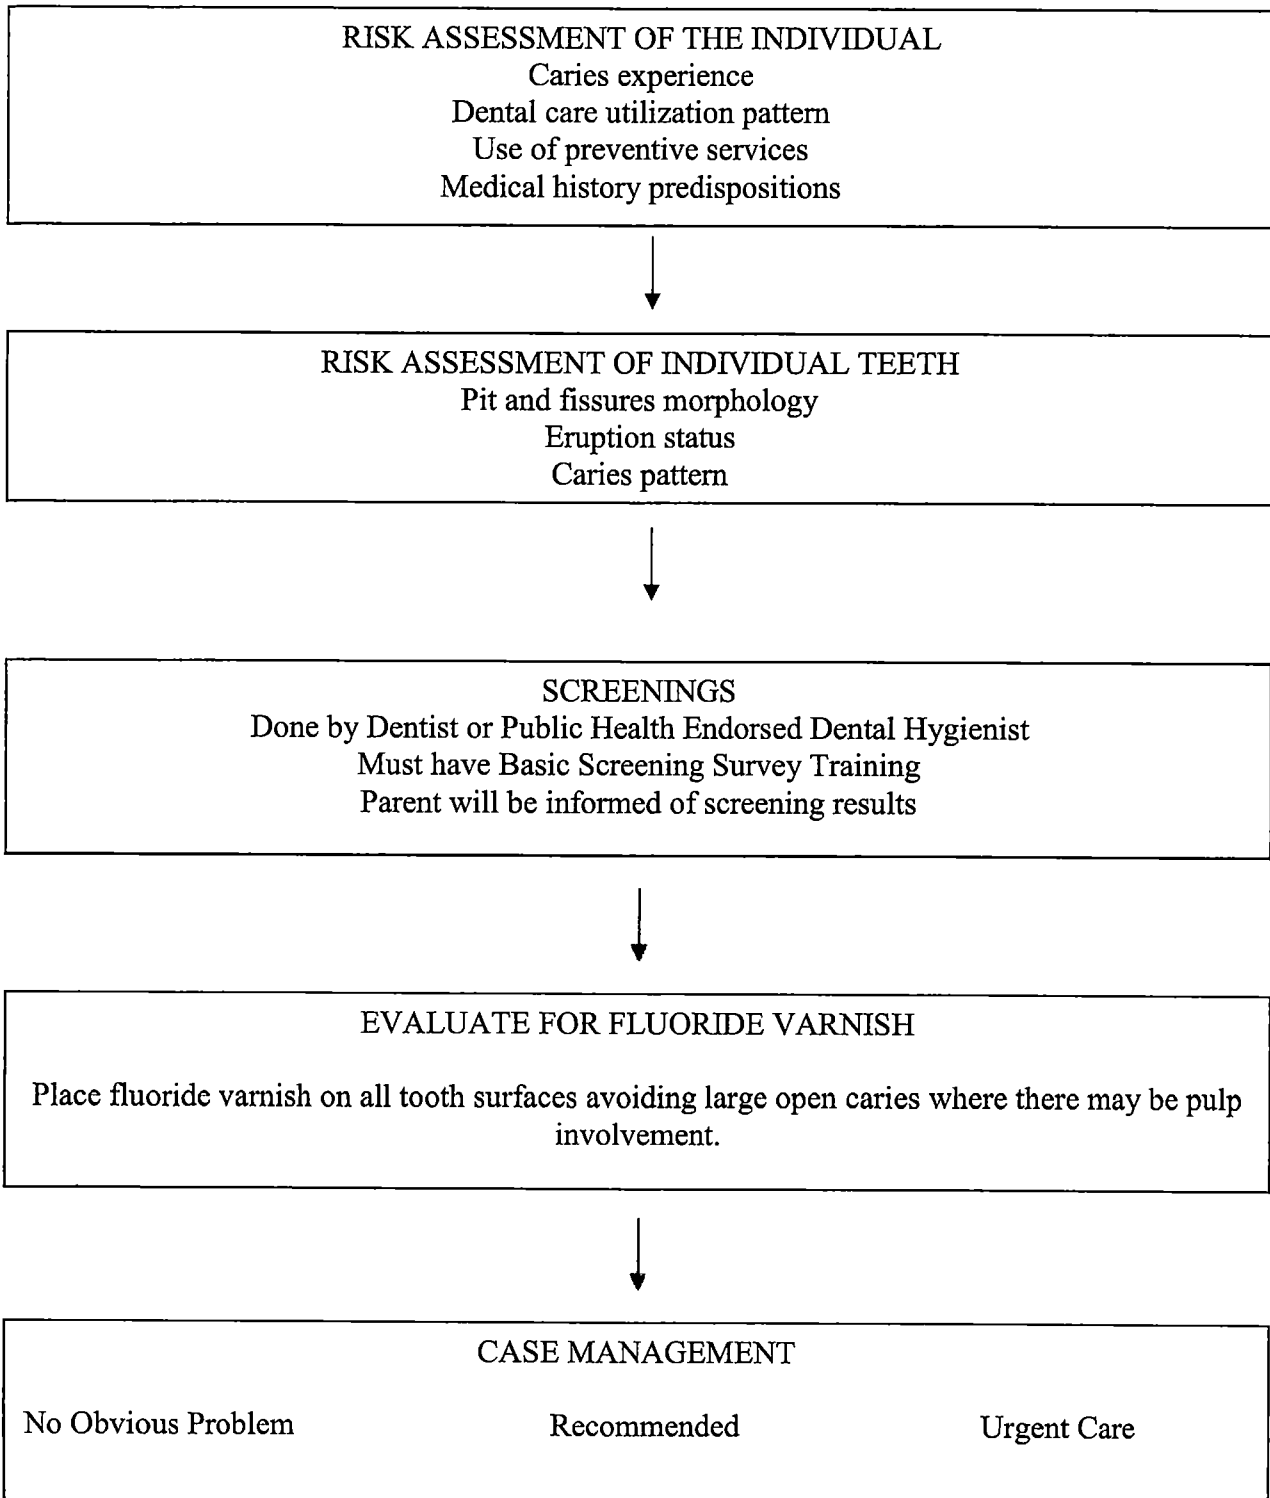 RISK ASSESSMENT OF THE INDIVIDUAL
Caries experience
Dental care utilization pattern
Use of preventive services
Medical history predispositions
RISK ASSESSMENT OF INDIVIDUAL TEETH
Pit and fissures morphology
Eruption status
Caries pattern
SCREENINGS
Done by Dentist or Public Health Endorsed Dental Hygienist
Must have Basic Screening Survey Training
Parent will be informed of screening results
EVALUATE FOR FLUORIDE VARNISH
Place fluoride varnish on all tooth surfaces avoiding large open caries where there may be pulp
involvement.
CASE MANAGEMENT
No Obvious Problem Recommended Urgent Care